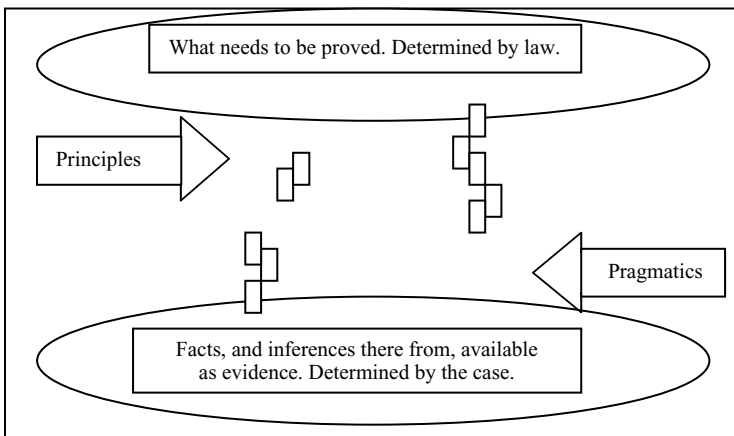 What needs to be proved. Determined by law.
Principles
Pragmatics
Facts, and inferences there from, available
as evidence. Determined by the case.